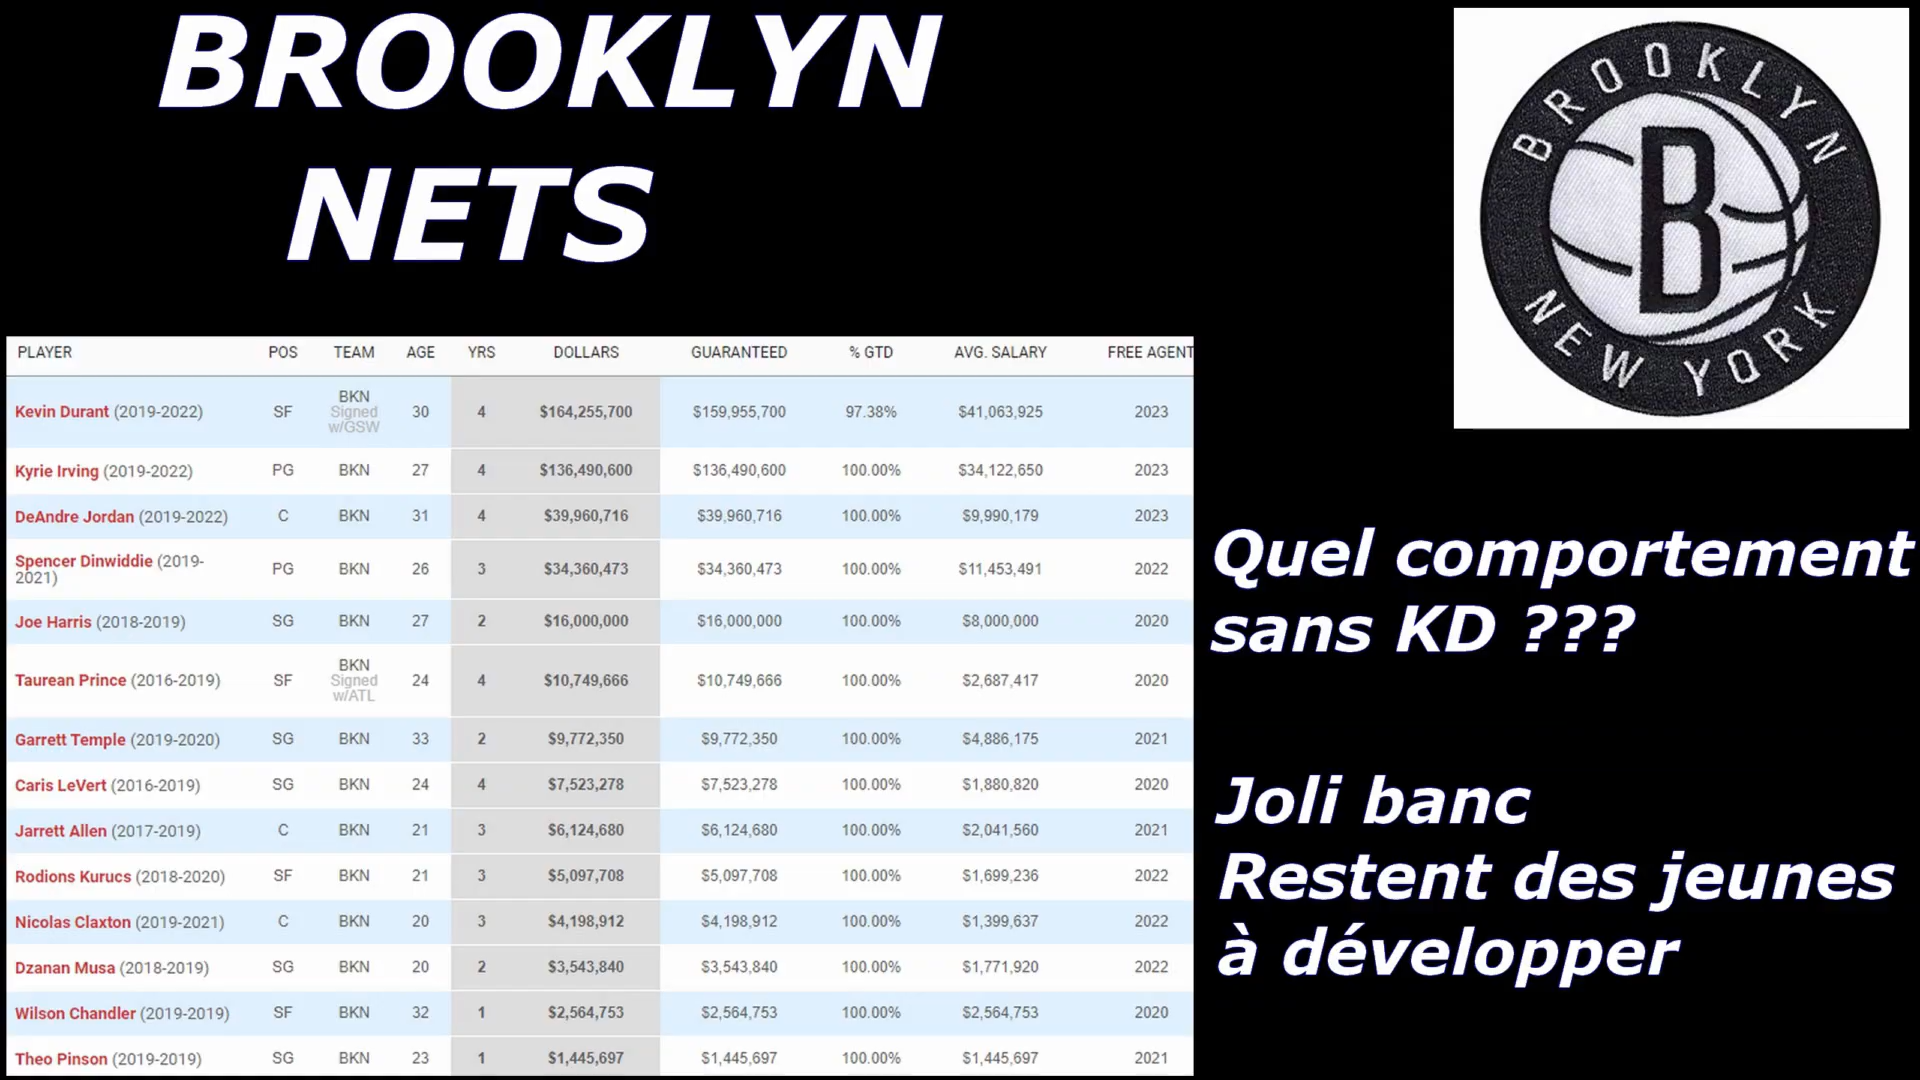 BROOKLYN
NETS
BROOKLYN
B
NEW YORK
PLAYER POS TEAM AGE YRS DOLLARS GUARANTEED % GTD AVG. SALARY FREE AGENT
Kevin Durant (2019-2022) SF BKN Signed w/GSW 30 4 $164,255,700 $159,955,700 97.38% $41,063,925 2023
Kyrie Irving (2019-2022) PG BKN 27 4 $136,490,600 $136,490,600 100.00% $34,122,650 2023
DeAndre Jordan (2019-2022) C BKN 31 4 $39,960,716 $39,960,716 100.00% $9,990,179 2023
Spencer Dinwiddie (2019-2021) PG BKN 26 3 $34,360,473 $34,360,473 100.00% $11,453,491 2022
Joe Harris (2018-2019) SG BKN 27 2 $16,000,000 $16,000,000 100.00% $8,000,000 2020
Taurean Prince (2016-2019) SF BKN Signed w/ATL 24 4 $10,749,666 $10,749,666 100.00% $2,687,417 2020
Garrett Temple (2019-2020) SG BKN 33 2 $9,772,350 $9,772,350 100.00% $4,886,175 2021
Caris LeVert (2016-2019) SG BKN 24 4 $7,523,278 $7,523,278 100.00% $1,880,820 2020
Jarrett Allen (2017-2019) C BKN 21 3 $6,124,680 $6,124,680 100.00% $2,041,560 2021
Rodions Kurucs (2018-2020) SF BKN 21 3 $5,097,708 $5,097,708 100.00% $1,699,236 2022
Nicolas Claxton (2019-2021) C BKN 20 3 $4,198,912 $4,198,912 100.00% $1,399,637 2022
Dzanan Musa (2018-2019) SG BKN 20 2 $3,543,840 $3,543,840 100.00% $1,771,920 2022
Wilson Chandler (2019-2019) SF BKN 32 1 $2,564,753 $2,564,753 100.00% $2,564,753 2020
Theo Pinson (2019-2019) SG BKN 23 1 $1,445,697 $1,445,697 100.00% $1,445,697 2021
Quel comportement
sans KD ???
Joli banc
Restent des jeunes
à développer